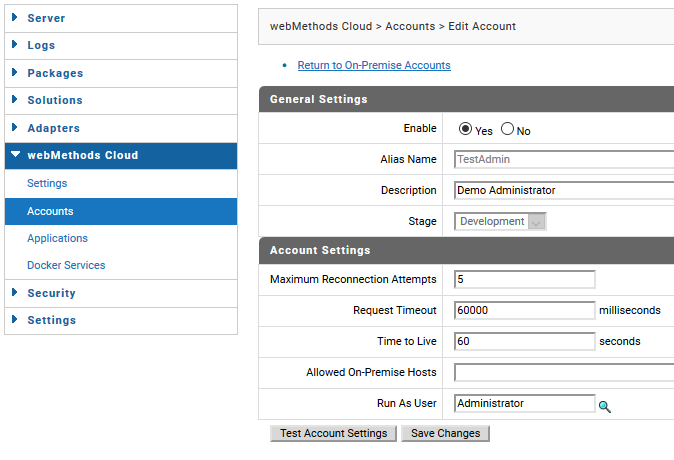 Server
Logs
Packages
Solutions
Adapters
webMethods Cloud
Settings
Accounts
Applications
Docker Services
Security
Settings
webMethods Cloud > Accounts > Edit Account
Return to On-Premise Accounts
General Settings
Enable Yes No
Alias Name TestAdmin
Description Demo Administrator
Stage Development
Account Settings
Maximum Reconnection Attempts 5
Request Timeout 60000 milliseconds
Time to Live 60 seconds
Allowed On-Premise Hosts
Run As User Administrator
Test Account Settings Save Changes